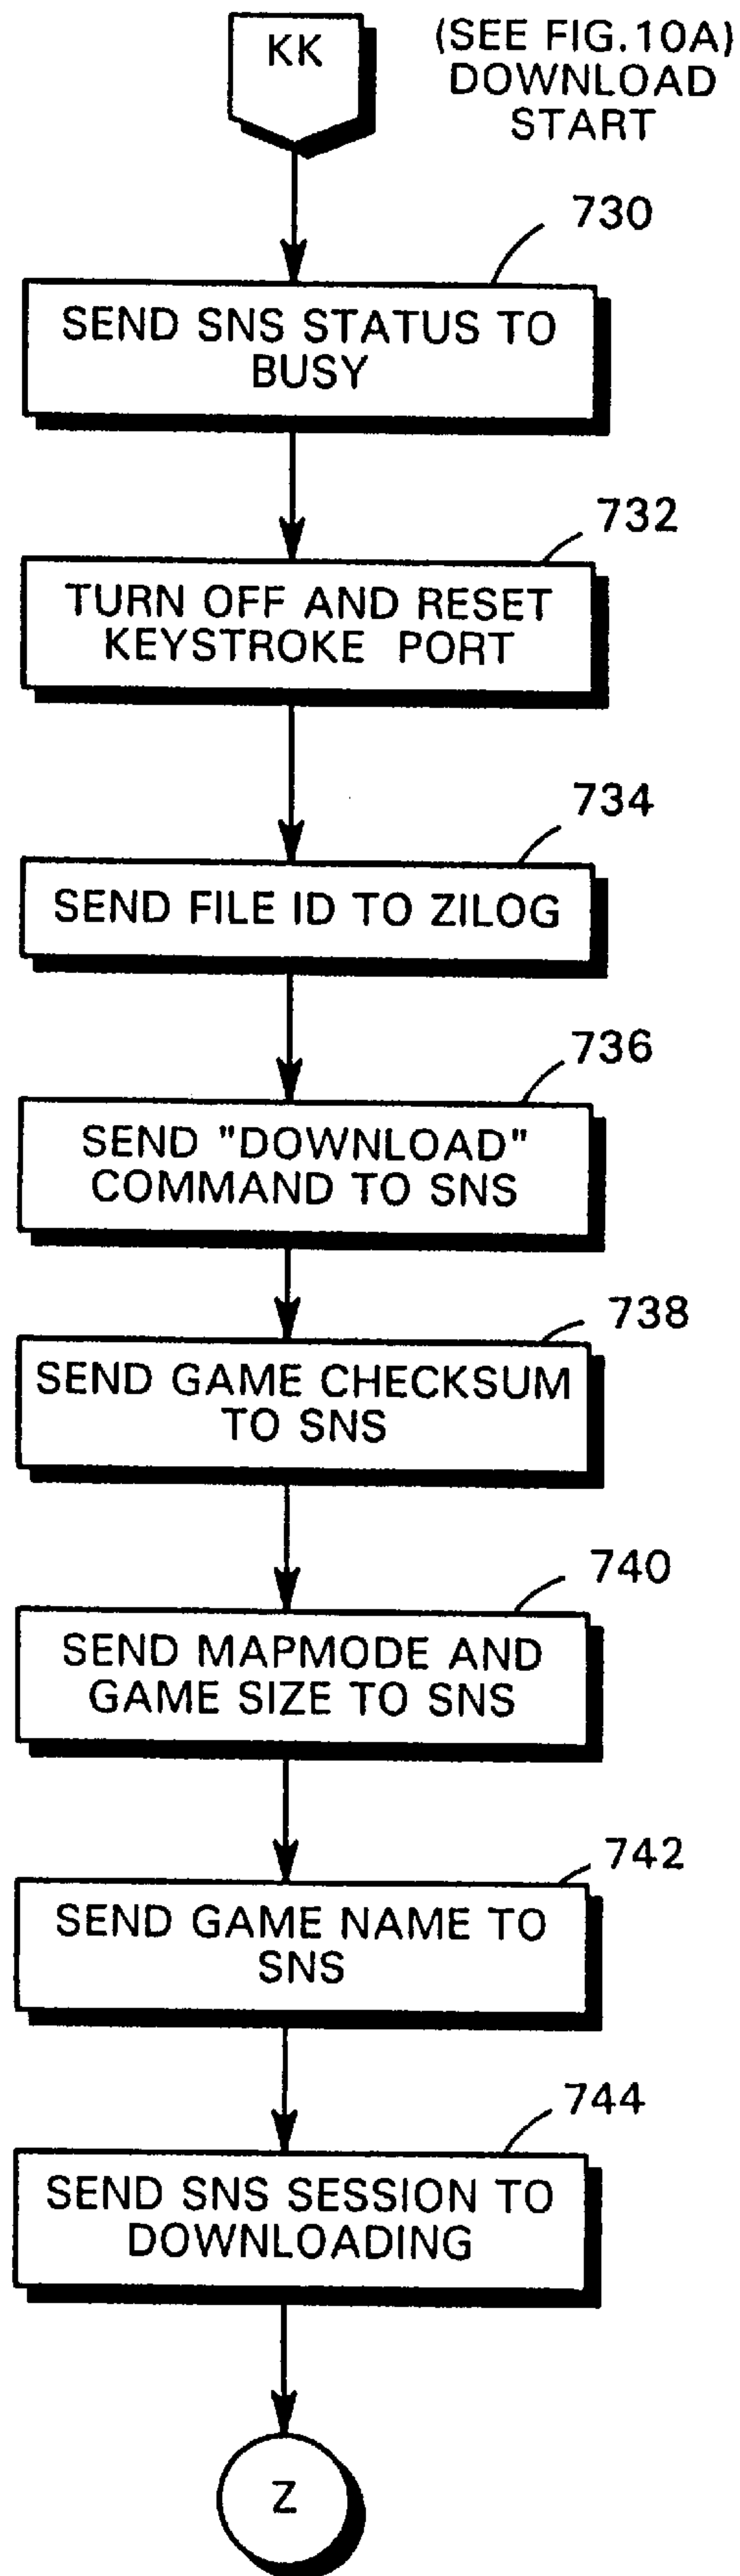 KK
(SEE FIG.10A)
DOWNLOAD
START
730
SEND SNS STATUS TO
BUSY
732
TURN OFF AND RESET
KEYSTROKE PORT
734
SEND FILE ID TO ZILOG
736
SEND "DOWNLOAD"
COMMAND TO SNS
738
SEND GAME CHECKSUM
TO SNS
740
SEND MAPMODE AND
GAME SIZE TO SNS
742
SEND GAME NAME TO
SNS
744
SEND SNS SESSION TO
DOWNLOADING
Z